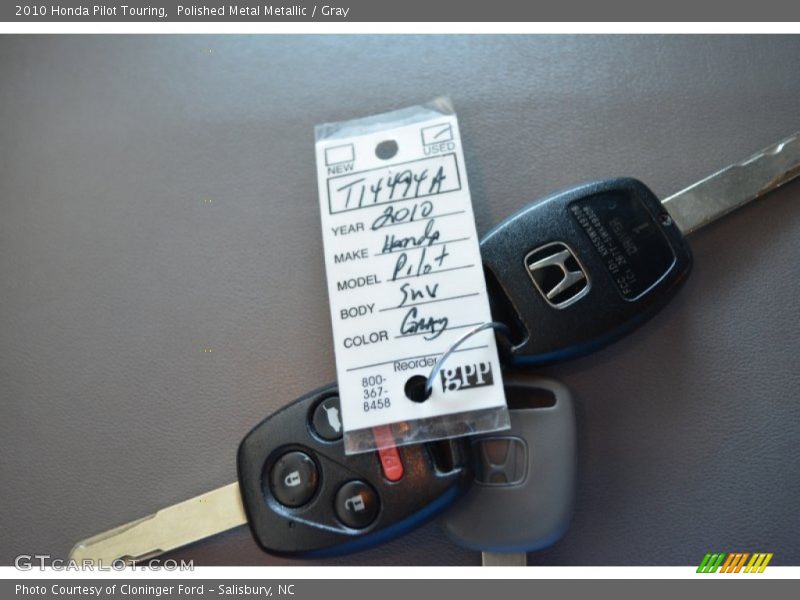 2010 Honda Pilot Touring,  Polished Metal Metallic / Gray
NEW USED
T14494A
YEAR 2010
MAKE Honda
MODEL Pilot
BODY SUV
COLOR Gray
Reorder
800-
367-
8458
gpp
GTCARLOT.COM
Photo Courtesy of Cloninger Ford – Salisbury, NC